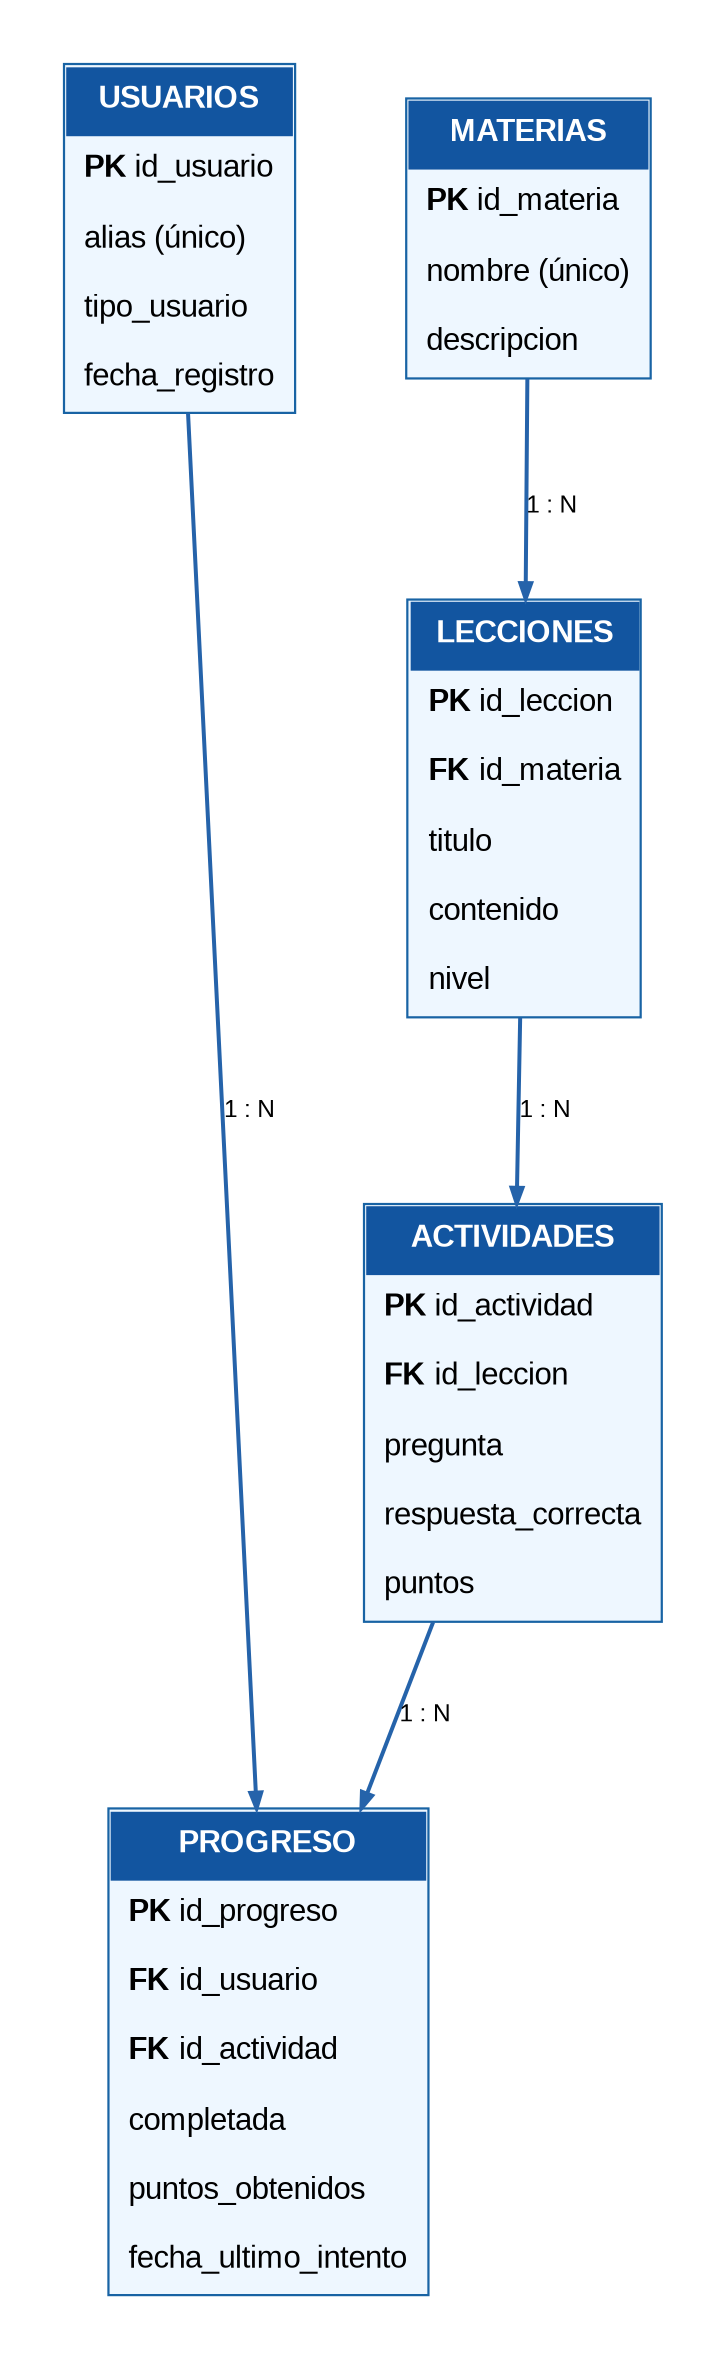 USUARIOS
PK id_usuario
alias (único)
tipo_usuario
fecha_registro
MATERIAS
PK id_materia
nombre (único)
descripcion
1 : N
LECCIONES
PK id_leccion
FK id_materia
titulo
contenido
nivel
1 : N
1 : N
ACTIVIDADES
PK id_actividad
FK id_leccion
pregunta
respuesta_correcta
puntos
1 : N
PROGRESO
PK id_progreso
FK id_usuario
FK id_actividad
completada
puntos_obtenidos
fecha_ultimo_intento